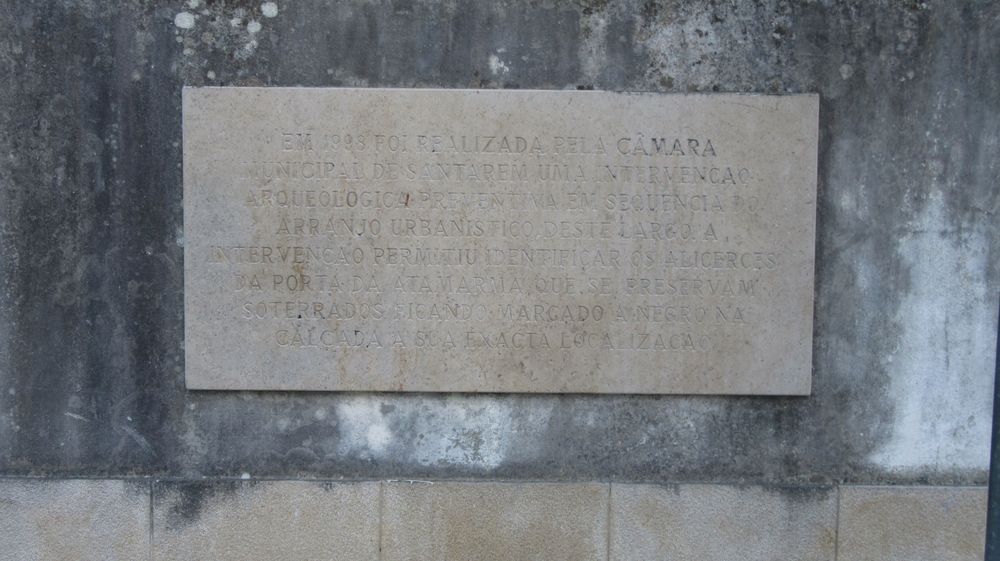 EM 1998 FOI REALIZADA PELA CÂMARA
MUNICIPAL DE SANTARÉM UMA INTERVENÇÃO
ARQUEOLÓGICA PREVENTIVA EM SEQUÊNCIA DO
ARRANJO URBANÍSTICO DESTE LARGO. A
INTERVENÇÃO PERMITIU IDENTIFICAR OS ALICERCES
DA PORTA DA ATAMARMA, QUE SE PRESERVAM
SOTERRADOS FICANDO MARCADO A NEGRO NA
CALÇADA A SUA EXACTA LOCALIZAÇÃO